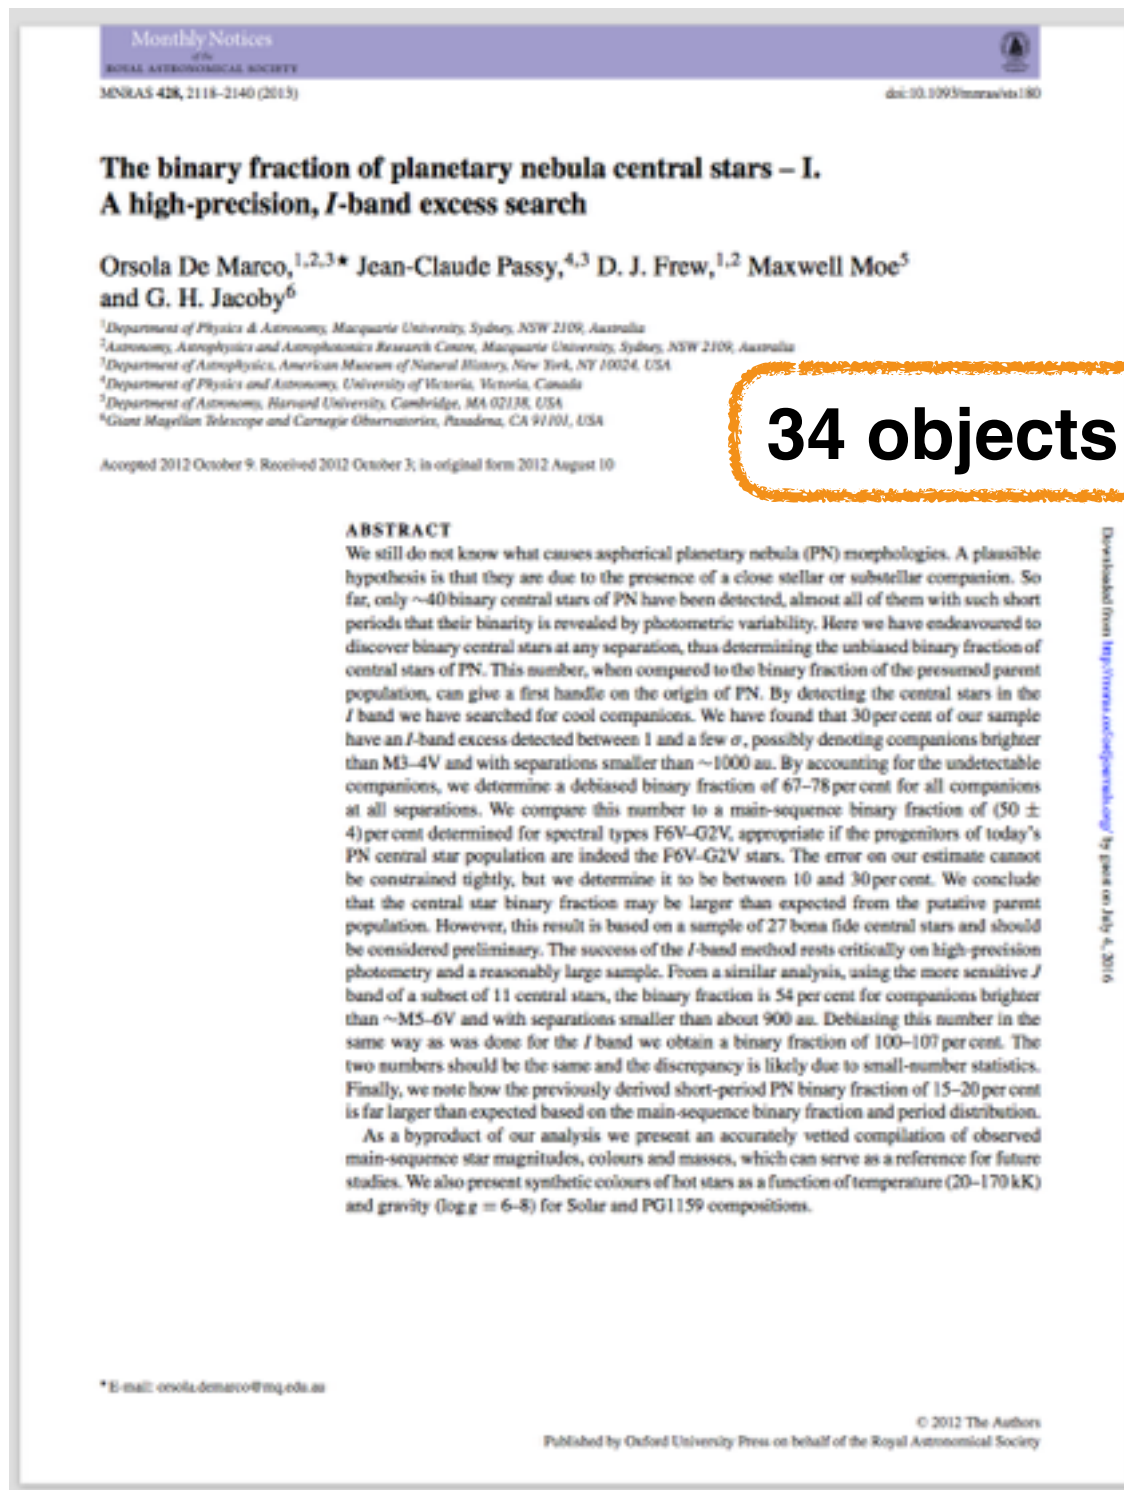 Monthly Notices
of the
ROYAL ASTRONOMICAL SOCIETY
MNRAS 428, 2118–2140 (2013)
doi:10.1093/mnras/sts180
The binary fraction of planetary nebula central stars – I.
A high-precision, I-band excess search
Orsola De Marco,1,2,3★ Jean-Claude Passy,4,3 D. J. Frew,1,2 Maxwell Moe5
and G. H. Jacoby6
1Department of Physics & Astronomy, Macquarie University, Sydney, NSW 2109, Australia
2Astronomy, Astrophysics and Astrophotonics Research Centre, Macquarie University, Sydney, NSW 2109, Australia
3Department of Astrophysics, American Museum of Natural History, New York, NY 10024, USA
4Department of Physics and Astronomy, University of Victoria, Victoria, Canada
5Department of Astronomy, Harvard University, Cambridge, MA 02138, USA
6Giant Magellan Telescope and Carnegie Observatories, Pasadena, CA 91101, USA
34 objects
Accepted 2012 October 9. Received 2012 October 3; in original form 2012 August 10
ABSTRACT
We still do not know what causes aspherical planetary nebula (PN) morphologies. A plausible
hypothesis is that they are due to the presence of a close stellar or substellar companion. So
far, only ∼40 binary central stars of PN have been detected, almost all of them with such short
periods that their binarity is revealed by photometric variability. Here we have endeavoured to
discover binary central stars at any separation, thus determining the unbiased binary fraction of
central stars of PN. This number, when compared to the binary fraction of the presumed parent
population, can give a first handle on the origin of PN. By detecting the central stars in the
I band we have searched for cool companions. We have found that 30 per cent of our sample
have an I-band excess detected between 1 and a few σ, possibly denoting companions brighter
than M3–4V and with separations smaller than ∼1000 au. By accounting for the undetectable
companions, we determine a debiased binary fraction of 67–78 per cent for all companions
at all separations. We compare this number to a main-sequence binary fraction of (50 ±
4) per cent determined for spectral types F6V–G2V, appropriate if the progenitors of today's
PN central star population are indeed the F6V–G2V stars. The error on our estimate cannot
be constrained tightly, but we determine it to be between 10 and 30 per cent. We conclude
that the central star binary fraction may be larger than expected from the putative parent
population. However, this result is based on a sample of 27 bona fide central stars and should
be considered preliminary. The success of the I-band method rests critically on high-precision
photometry and a reasonably large sample. From a similar analysis, using the more sensitive J
band of a subset of 11 central stars, the binary fraction is 54 per cent for companions brighter
than ∼M5–6V and with separations smaller than about 900 au. Debiasing this number in the
same way as was done for the I band we obtain a binary fraction of 100–107 per cent. The
two numbers should be the same and the discrepancy is likely due to small-number statistics.
Finally, we note how the previously derived short-period PN binary fraction of 15–20 per cent
is far larger than expected based on the main-sequence binary fraction and period distribution.
As a byproduct of our analysis we present an accurately vetted compilation of observed
main-sequence star magnitudes, colours and masses, which can serve as a reference for future
studies. We also present synthetic colours of hot stars as a function of temperature (20–170 kK)
and gravity (log g = 6–8) for Solar and PG1159 compositions.
Downloaded from http://mnras.oxfordjournals.org/ by guest on July 4, 2016
★E-mail: orsola.demarco@mq.edu.au
© 2012 The Authors
Published by Oxford University Press on behalf of the Royal Astronomical Society